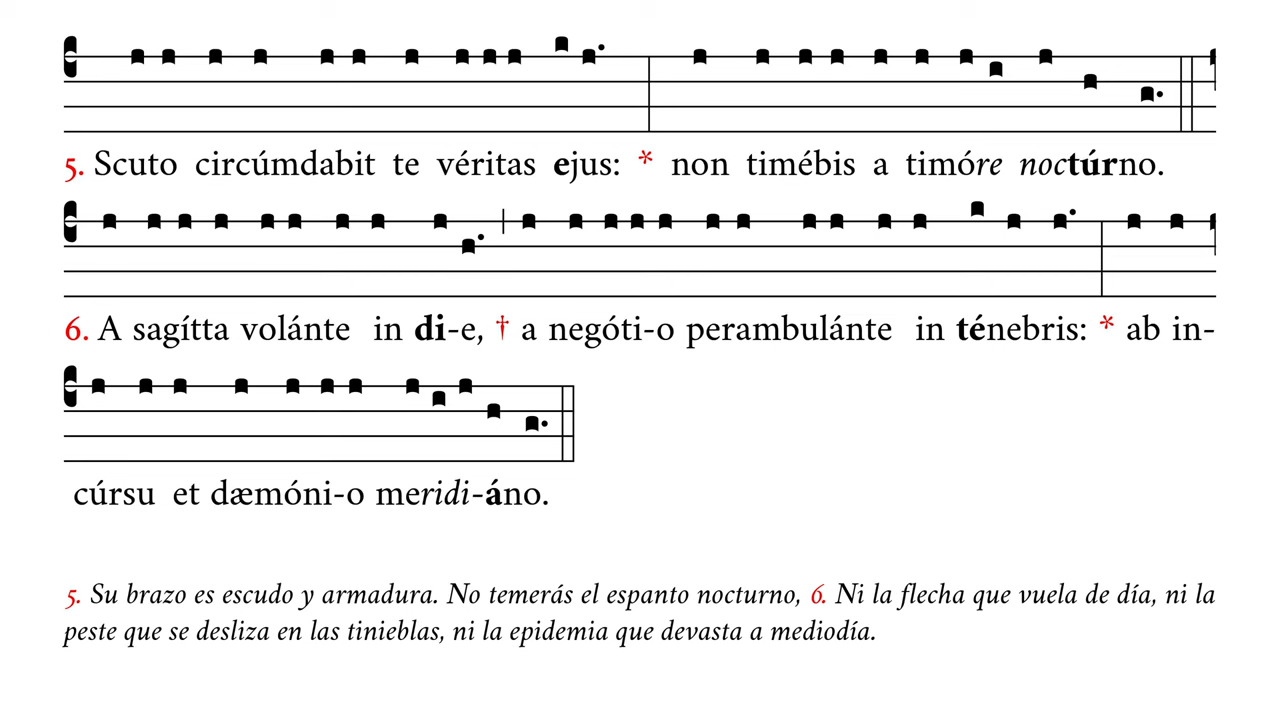 5. Scuto circúmdabit te véritas ejus: * non timébis a timóre noctúrno.
6. A sagítta volánte in di-e, † a negóti-o perambulánte in ténebris: * ab in-
cúrsu et dæmóni-o meridi-áno.
5. Su brazo es escudo y armadura. No temerás el espanto nocturno, 6. Ni la flecha que vuela de día, ni la
peste que se desliza en las tinieblas, ni la epidemia que devasta a mediodía.